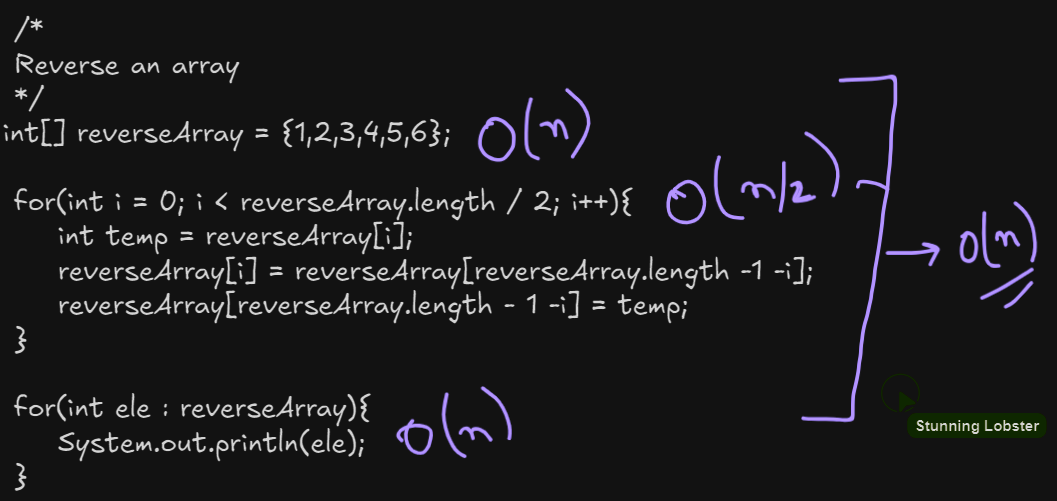 /*
Reverse an array
*/
int[] reverseArray = {1,2,3,4,5,6}; O(n)
for(int i = 0; i < reverseArray.length / 2; i++){ O(n/2)
int temp = reverseArray[i];
reverseArray[i] = reverseArray[reverseArray.length -1 -i]; → O(n)
reverseArray[reverseArray.length - 1 -i] = temp;
}
for(int ele : reverseArray){ O(n)
System.out.println(ele);
}
Stunning Lobster